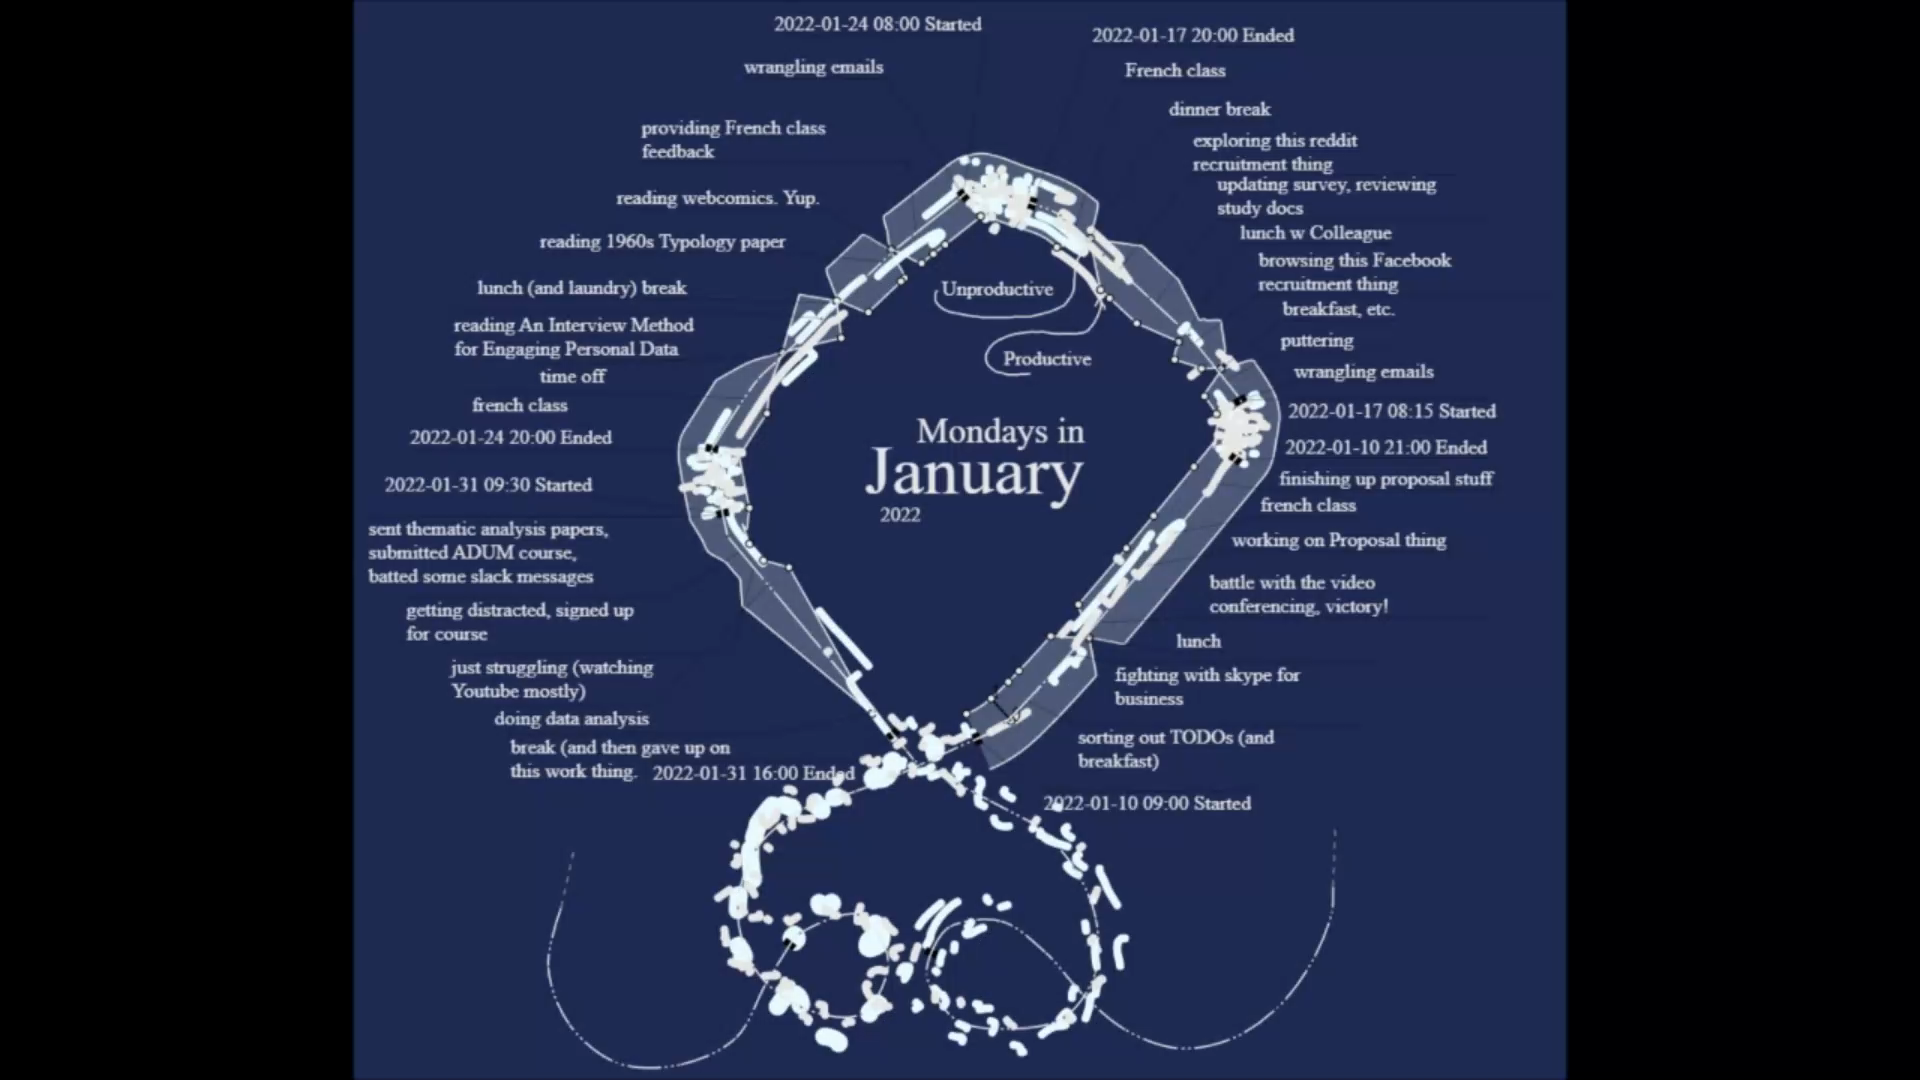 2022-01-24 08:00 Started
wrangling emails
providing French class
feedback
reading webcomics. Yup.
reading 1960s Typology paper
lunch (and laundry) break
reading An Interview Method
for Engaging Personal Data
time off
french class
2022-01-24 20:00 Ended
2022-01-31 09:30 Started
sent thematic analysis papers,
submitted ADUM course,
batted some slack messages
getting distracted, signed up
for course
just struggling (watching
Youtube mostly)
doing data analysis
break (and then gave up on
this work thing.
2022-01-31 16:00 Ended
Unproductive
Productive
Mondays in
January
2022
2022-01-17 20:00 Ended
French class
dinner break
exploring this reddit
recruitment thing
updating survey, reviewing
study docs
lunch w Colleague
browsing this Facebook
recruitment thing
breakfast, etc.
puttering
wrangling emails
2022-01-17 08:15 Started
2022-01-10 21:00 Ended
finishing up proposal stuff
french class
working on Proposal thing
battle with the video
conferencing, victory!
lunch
fighting with skype for
business
sorting out TODOs (and
breakfast)
2022-01-10 09:00 Started